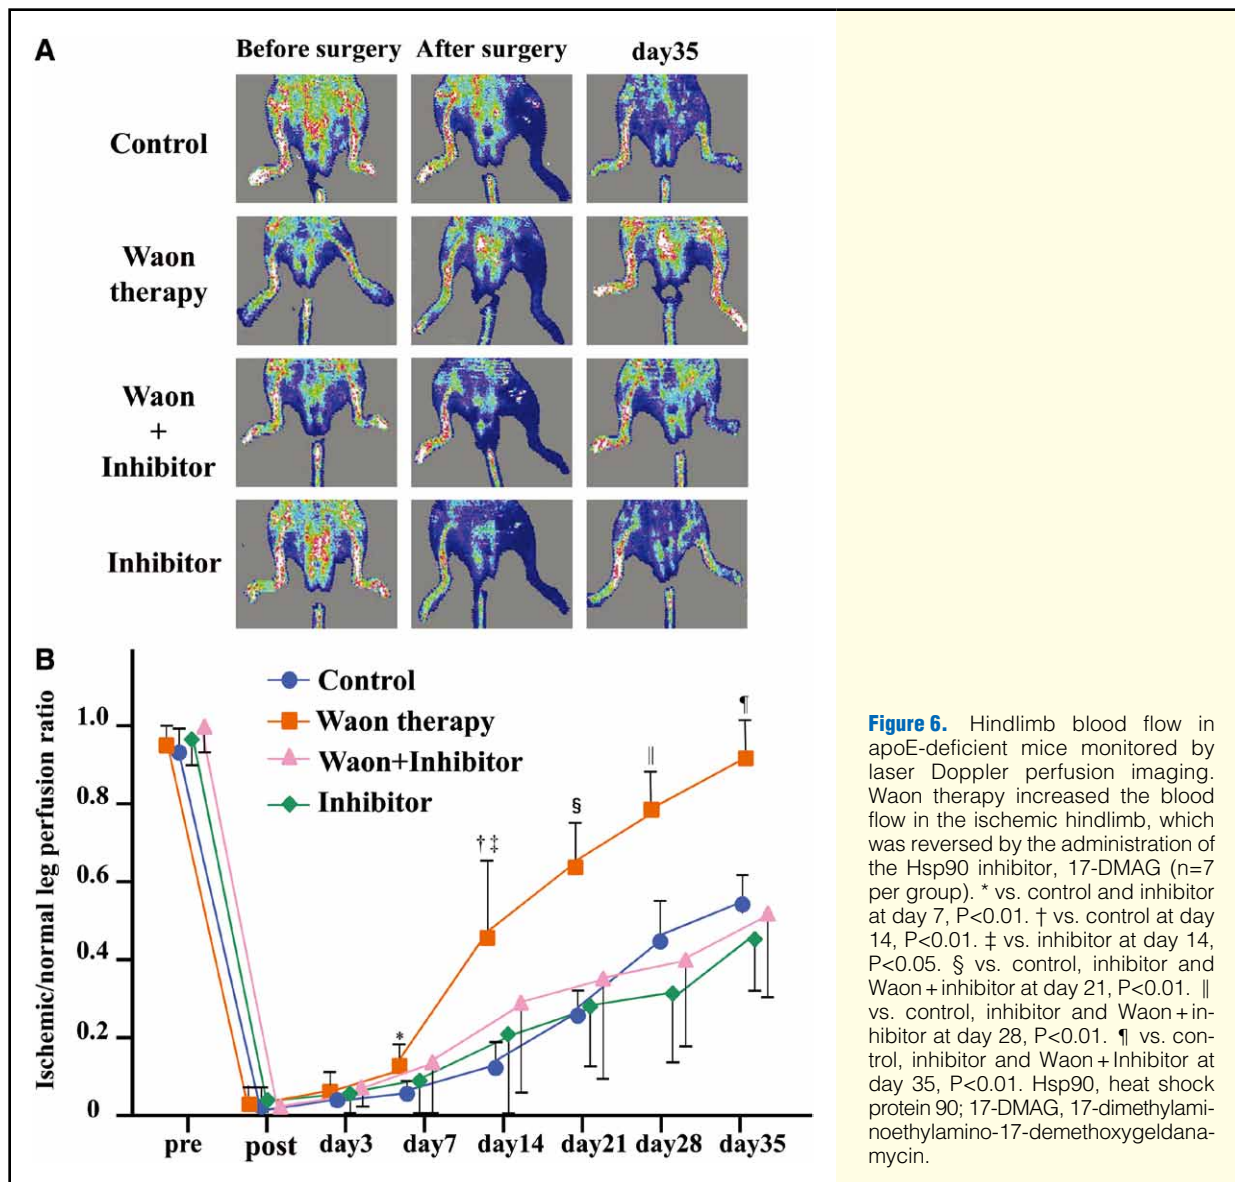 A
Before surgery After surgery day35
Control
Waon
therapy
Waon
+
Inhibitor
Inhibitor
B
Ischemic/normal leg perfusion ratio
1.0
0.8
0.6
0.4
0.2
0
Control
Waon therapy
Waon+Inhibitor
Inhibitor
*
† ‡
§
||
¶
pre post day3 day7 day14 day21 day28 day35
Figure 6. Hindlimb blood flow in
apoE-deficient mice monitored by
laser Doppler perfusion imaging.
Waon therapy increased the blood
flow in the ischemic hindlimb, which
was reversed by the administration of
the Hsp90 inhibitor, 17-DMAG (n=7
per group). * vs. control and inhibitor
at day 7, P<0.01. † vs. control at day
14, P<0.01. ‡ vs. inhibitor at day 14,
P<0.05. § vs. control, inhibitor and
Waon+inhibitor at day 21, P<0.01. ||
vs. control, inhibitor and Waon+in-
hibitor at day 28, P<0.01. ¶ vs. con-
trol, inhibitor and Waon+Inhibitor at
day 35, P<0.01. Hsp90, heat shock
protein 90; 17-DMAG, 17-dimethylami-
noethylamino-17-demethoxygeldana-
mycin.